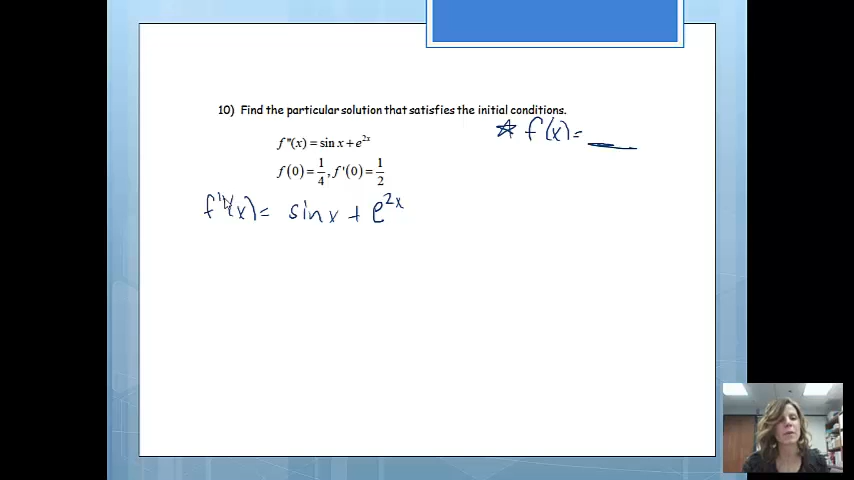 10) Find the particular solution that satisfies the initial conditions.
☆ f(x)= __
f''(x) = sin x + e^{2x}
f(0) = 1/4, f'(0) = 1/2
f''(x) = sin x + e^{2x}